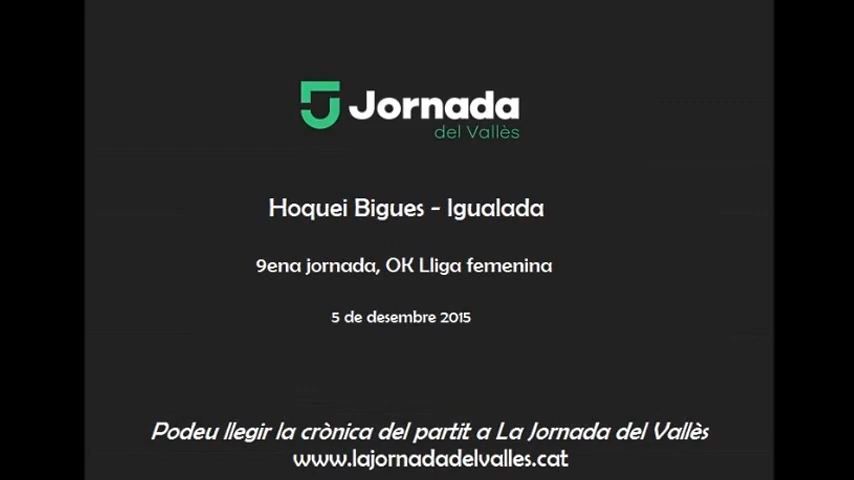 Jornada
del Vallès
Hoquei Bigues - Igualada
9ena jornada, OK Lliga femenina
5 de desembre 2015
Podeu llegir la crònica del partit a La Jornada del Vallès
www.lajornadadelvalles.cat